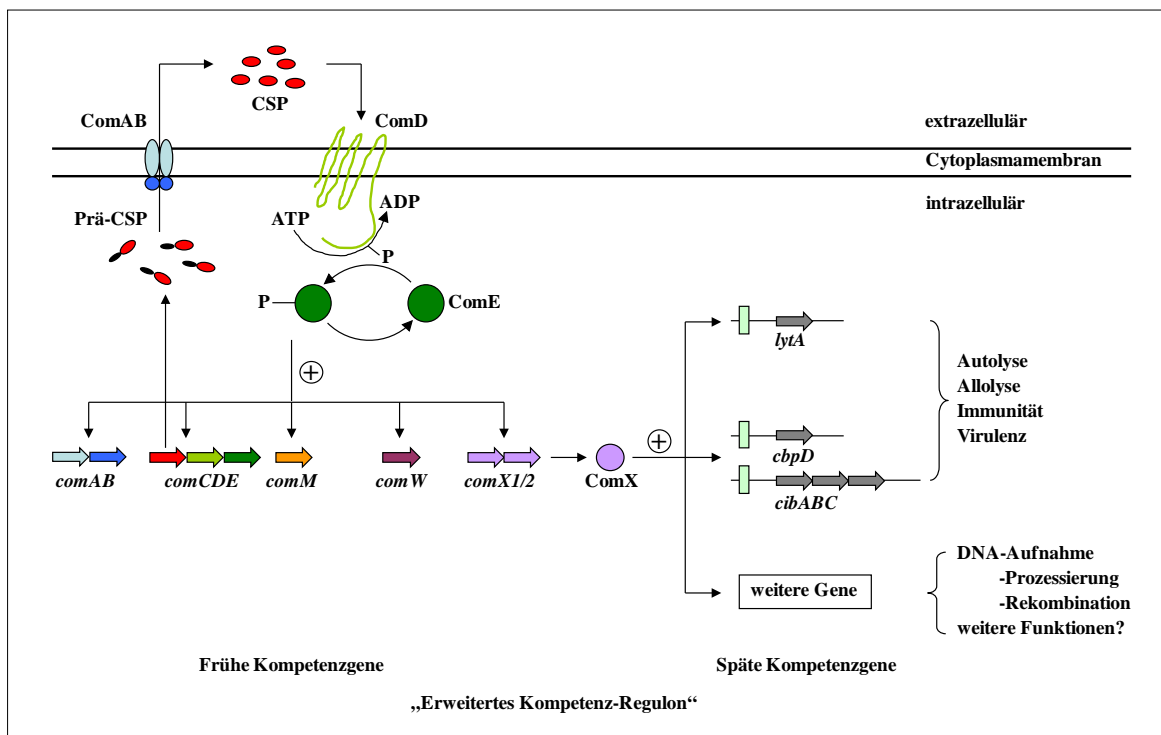 CSP
ComAB
ComD
extrazellulär
Cytoplasmamembran
intrazellulär
Prä-CSP
ATP
ADP
P
P
ComE
+
comAB
comCDE
comM
comW
comX1/2
ComX
+
lytA
cbpD
cibABC
Autolyse
Allolyse
Immunität
Virulenz
weitere Gene
DNA-Aufnahme
-Prozessierung
-Rekombination
weitere Funktionen?
Frühe Kompetenzgene
Späte Kompetenzgene
„Erweitertes Kompetenz-Regulon“